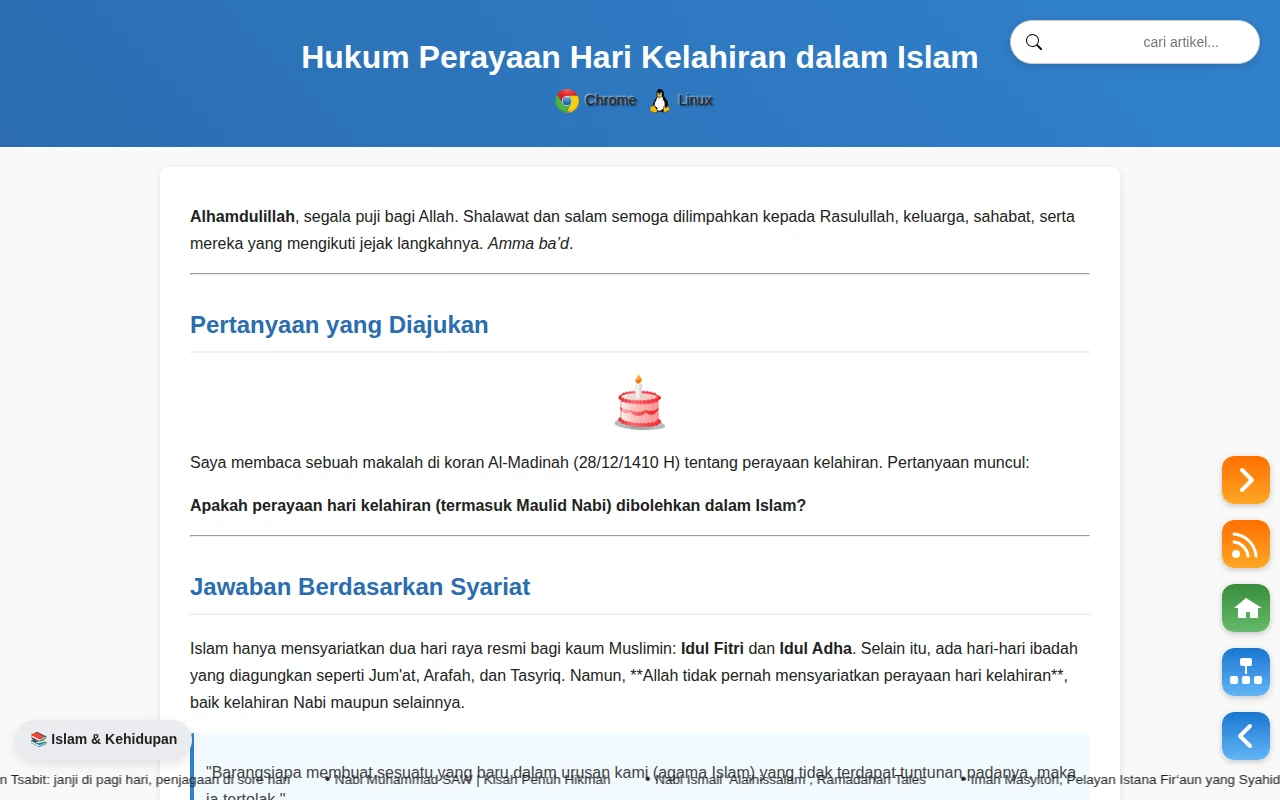 Hukum Perayaan Hari Kelahiran dalam Islam
cari artikel...
Chrome Linux
Alhamdulillah, segala puji bagi Allah. Shalawat dan salam semoga dilimpahkan kepada Rasulullah, keluarga, sahabat, serta
mereka yang mengikuti jejak langkahnya. Amma ba’d.
Pertanyaan yang Diajukan
Saya membaca sebuah makalah di koran Al-Madinah (28/12/1410 H) tentang perayaan kelahiran. Pertanyaan muncul:
Apakah perayaan hari kelahiran (termasuk Maulid Nabi) dibolehkan dalam Islam?
Jawaban Berdasarkan Syariat
Islam hanya mensyariatkan dua hari raya resmi bagi kaum Muslimin: Idul Fitri dan Idul Adha. Selain itu, ada hari-hari ibadah
yang diagungkan seperti Jum'at, Arafah, dan Tasyriq. Namun, **Allah tidak pernah mensyariatkan perayaan hari kelahiran**,
baik kelahiran Nabi maupun selainnya.
📚 Islam & Kehidupan
"Barangsiapa membuat sesuatu yang baru dalam urusan kami (agama Islam) yang tidak terdapat tuntunan padanya, maka
n Tsabit: janji di pagi hari, penjagaan di sore hari • Nabi Muhammad SAW | Kisah Penuh Hikmah • Nabi Ismail 'Alaihissalam , Ramadahan Tales • Iman Masyitoh, Pelayan Istana Fir'aun yang Syahid
ia tertolak."